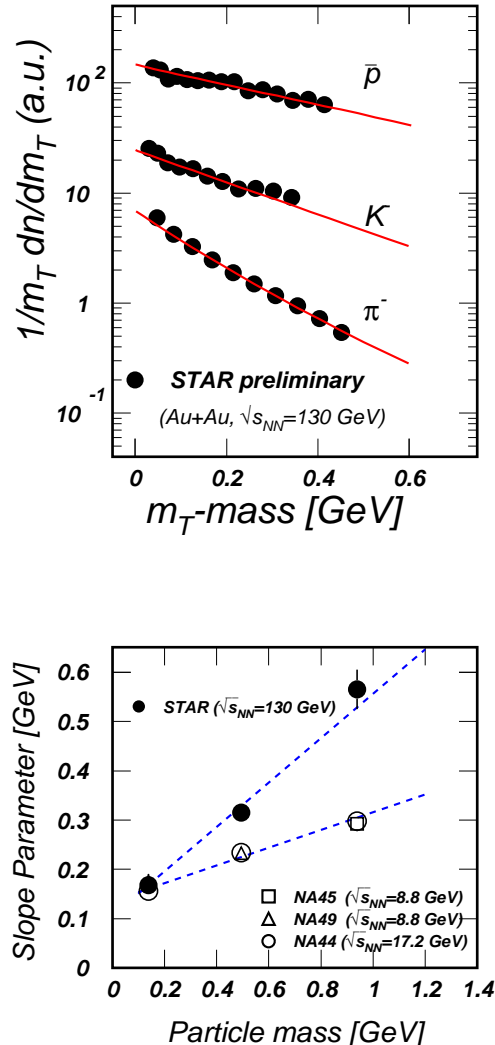 10²
10
1
10⁻¹
1/m_T dn/dm_T (a.u.)
p̄
K⁻
π⁻
STAR preliminary
(Au+Au, √s_NN=130 GeV)
0 0.2 0.4 0.6
m_T-mass [GeV]
0.6
0.5
0.4
0.3
0.2
0.1
0
Slope Parameter [GeV]
STAR (√s_NN=130 GeV)
NA45 (√s_NN=8.8 GeV)
NA49 (√s_NN=8.8 GeV)
NA44 (√s_NN=17.2 GeV)
0 0.2 0.4 0.6 0.8 1 1.2 1.4
Particle mass [GeV]